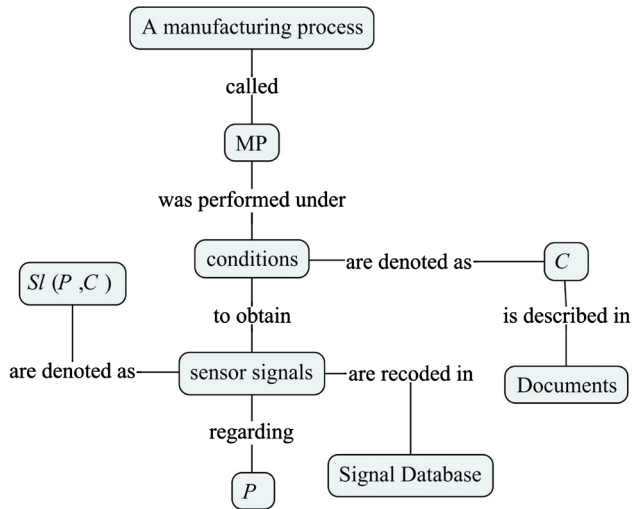 A manufacturing process
called
MP
was performed under
conditions
are denoted as
C
Sl (P ,C )
to obtain
is described in
are denoted as
sensor signals
are recoded in
Documents
regarding
Signal Database
P